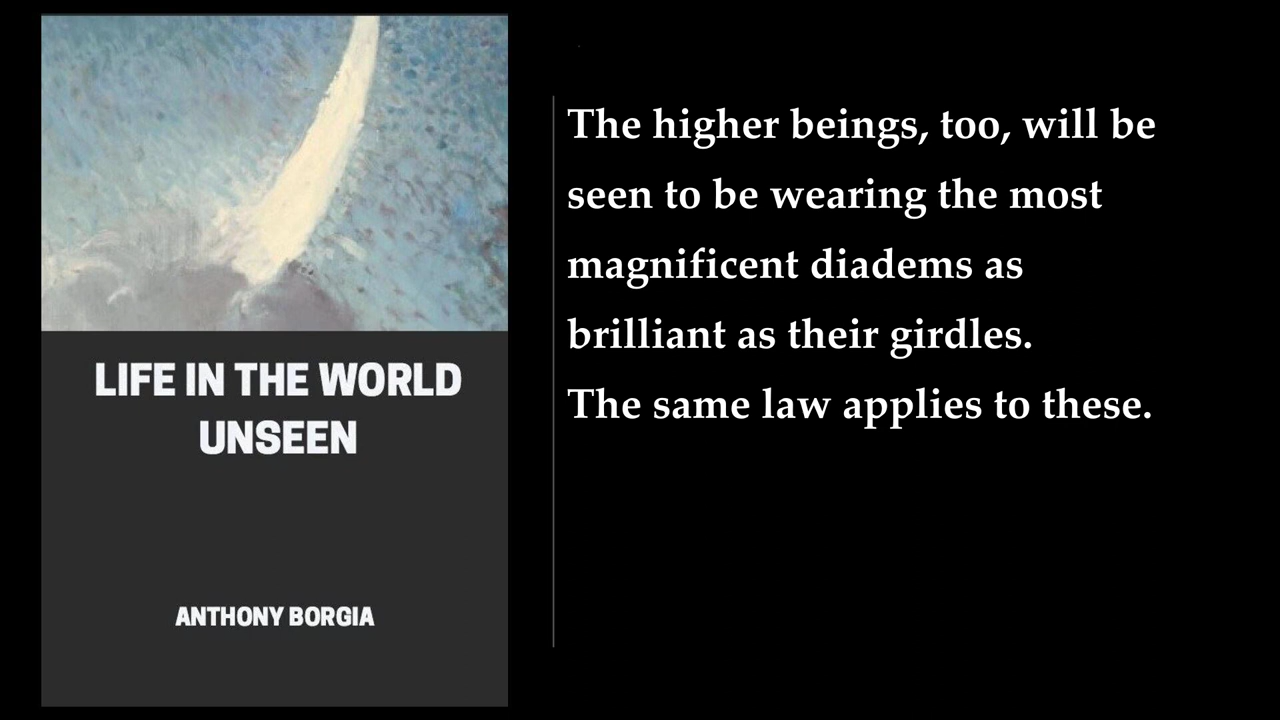 LIFE IN THE WORLD
UNSEEN
ANTHONY BORGIA
The higher beings, too, will be
seen to be wearing the most
magnificent diadems as
brilliant as their girdles.
The same law applies to these.